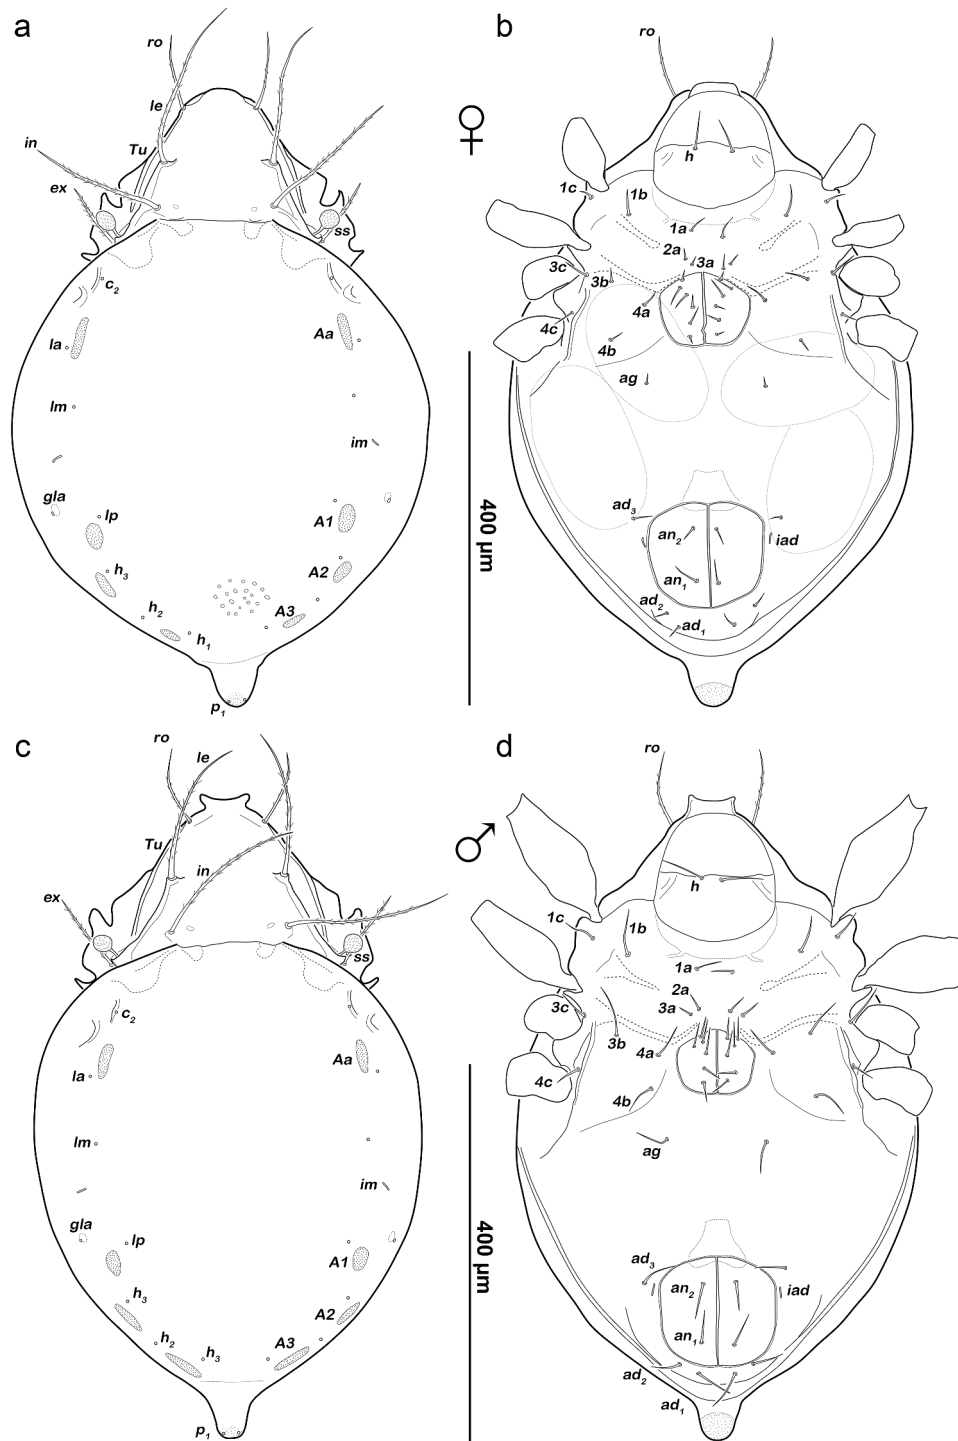 a
ro
le
in
Tu
ex
ss
c2
la
Aa
lm
im
gla
lp
A1
h3
A2
h2
h1
A3
p1
b
ro
♀
h
1c
1b
1a
2a
3a
3c
3b
4a
4c
4b
ag
400 µm
ad3
an2
iad
an1
ad2
ad1
c
ro
le
Tu
in
ex
ss
c2
la
Aa
lm
im
gla
lp
A1
h3
A2
h2
h3
A3
p1
d
ro
♂
h
1c
1b
1a
2a
3a
3c
3b
4a
4c
4b
ag
400 µm
ad3
an2
iad
an1
ad2
ad1